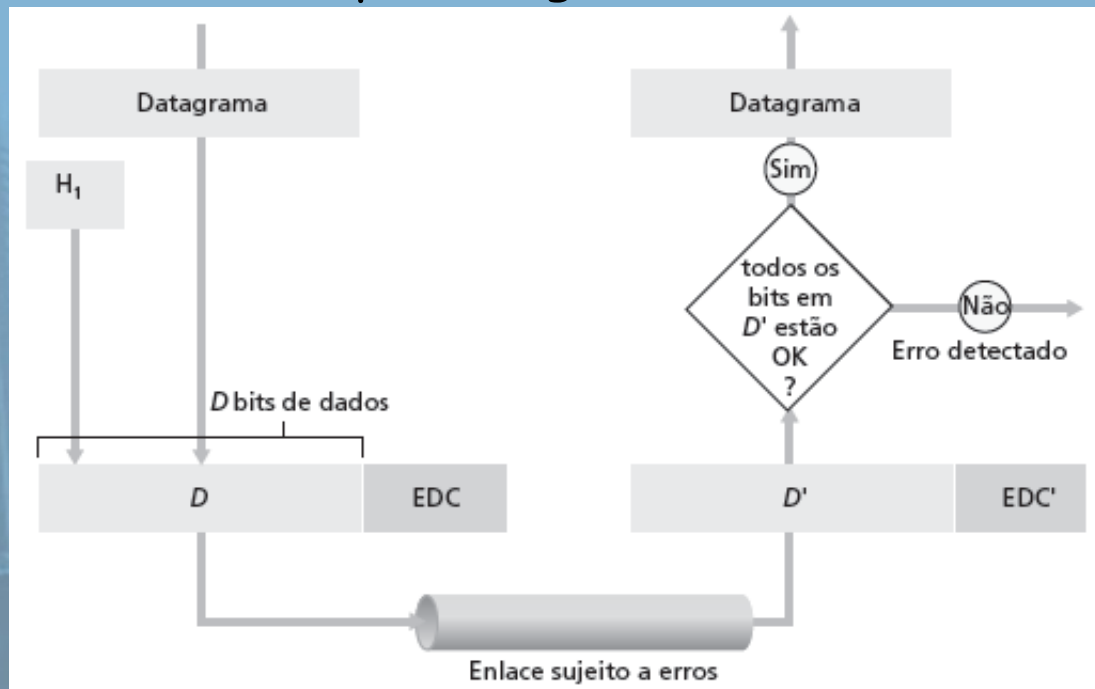 Datagrama
H1
D bits de dados
D
EDC
Enlace sujeito a erros
Datagrama
Sim
todos os
bits em
D' estão
OK
?
Não
Erro detectado
D'
EDC'